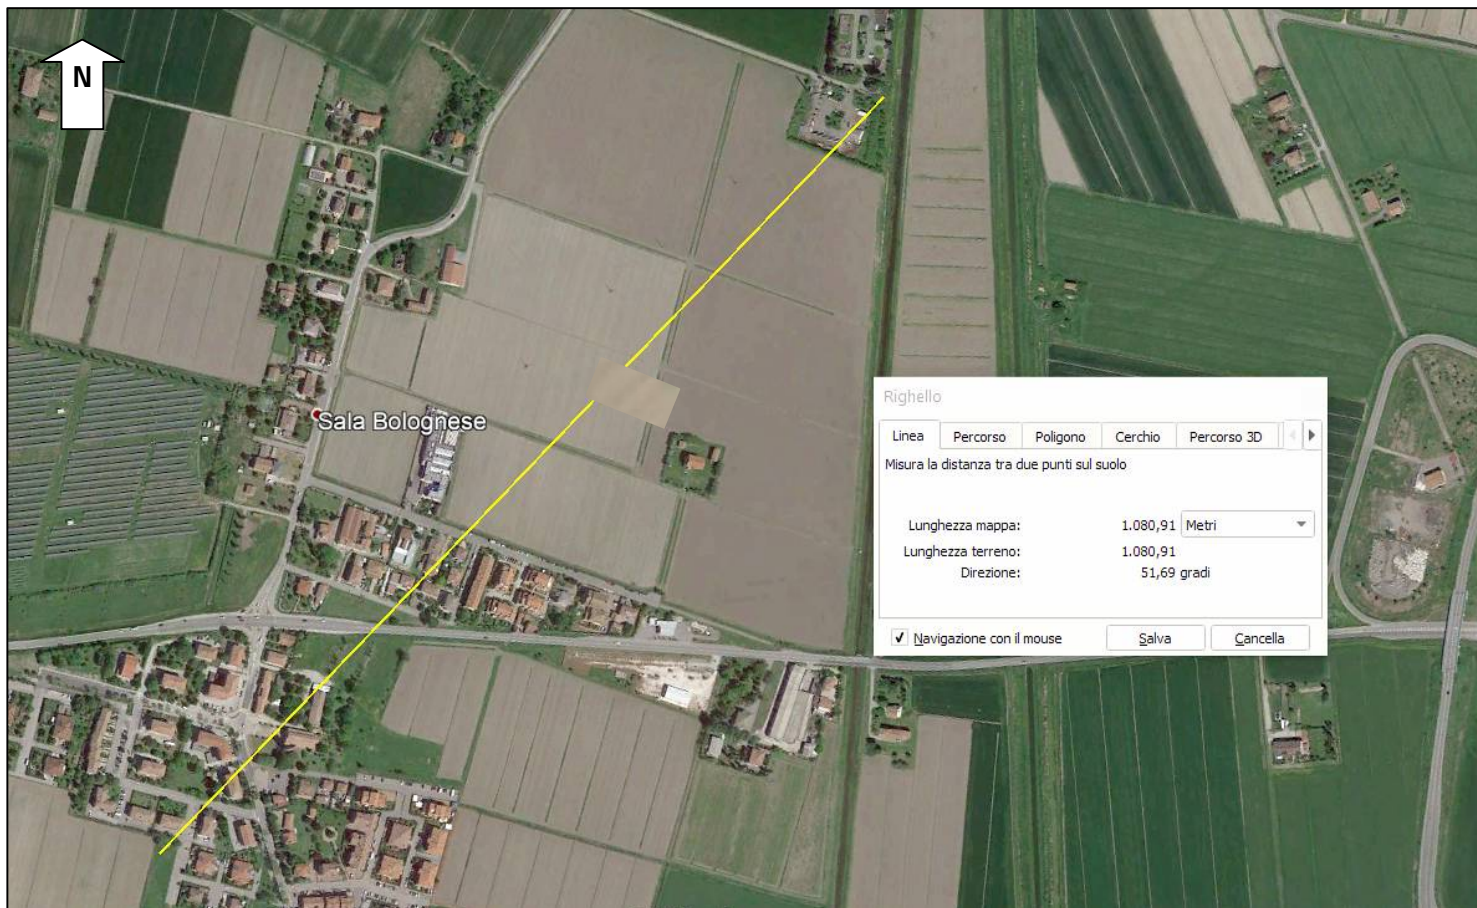 N
Sala Bolognese
Righello
Linea Percorso Poligono Cerchio Percorso 3D
Misura la distanza tra due punti sul suolo
Lunghezza mappa: 1.080,91 Metri
Lunghezza terreno: 1.080,91
Direzione: 51,69 gradi
Navigazione con il mouse Salva Cancella